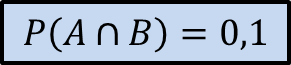 P(A ∩ B) = 0,1